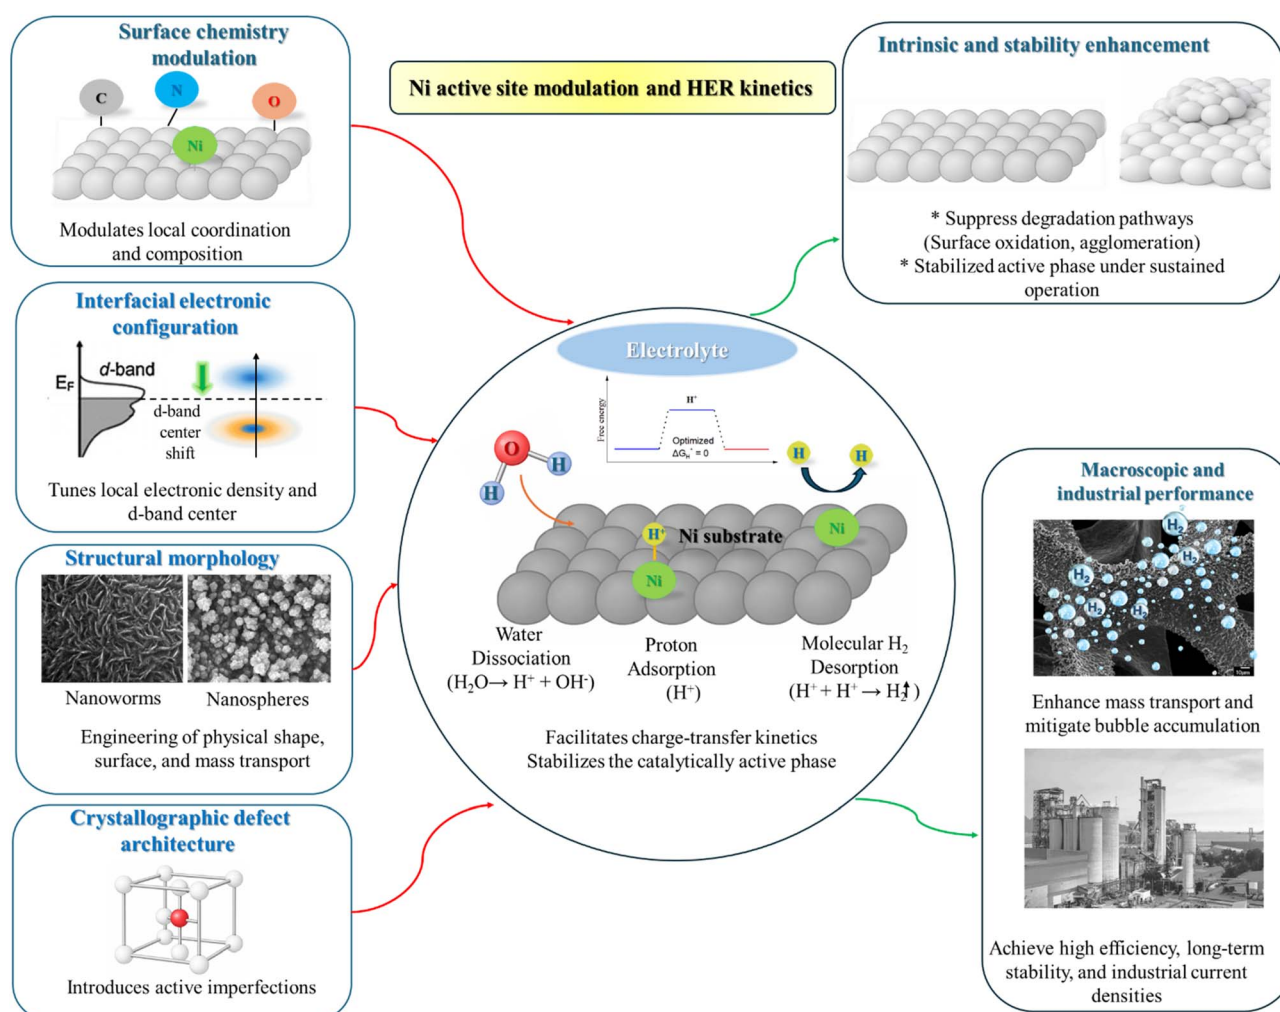 Surface chemistry
modulation
C
N
O
Ni
Modulates local coordination
and composition
Interfacial electronic
configuration
E_F
d-band
d-band
center
shift
Tunes local electronic density and
d-band center
Structural morphology
Nanoworms
Nanospheres
Engineering of physical shape,
surface, and mass transport
Crystallographic defect
architecture
Introduces active imperfections
Ni active site modulation and HER kinetics
Electrolyte
Free energy
H⁺
Optimized
ΔG_H* = 0
O
H
H
H
H
H⁺
Ni substrate
Ni
Ni
Water
Dissociation
(H₂O→ H⁺ + OH⁻)
Proton
Adsorption
(H⁺)
Molecular H₂
Desorption
(H⁺ + H⁺ → H₂↑)
Facilitates charge-transfer kinetics
Stabilizes the catalytically active phase
Intrinsic and stability enhancement
* Suppress degradation pathways
(Surface oxidation, agglomeration)
* Stabilized active phase under sustained
operation
Macroscopic and
industrial performance
H₂
H₂
H₂
H₂
H₂
Enhance mass transport and
mitigate bubble accumulation
Achieve high efficiency, long-term
stability, and industrial current
densities